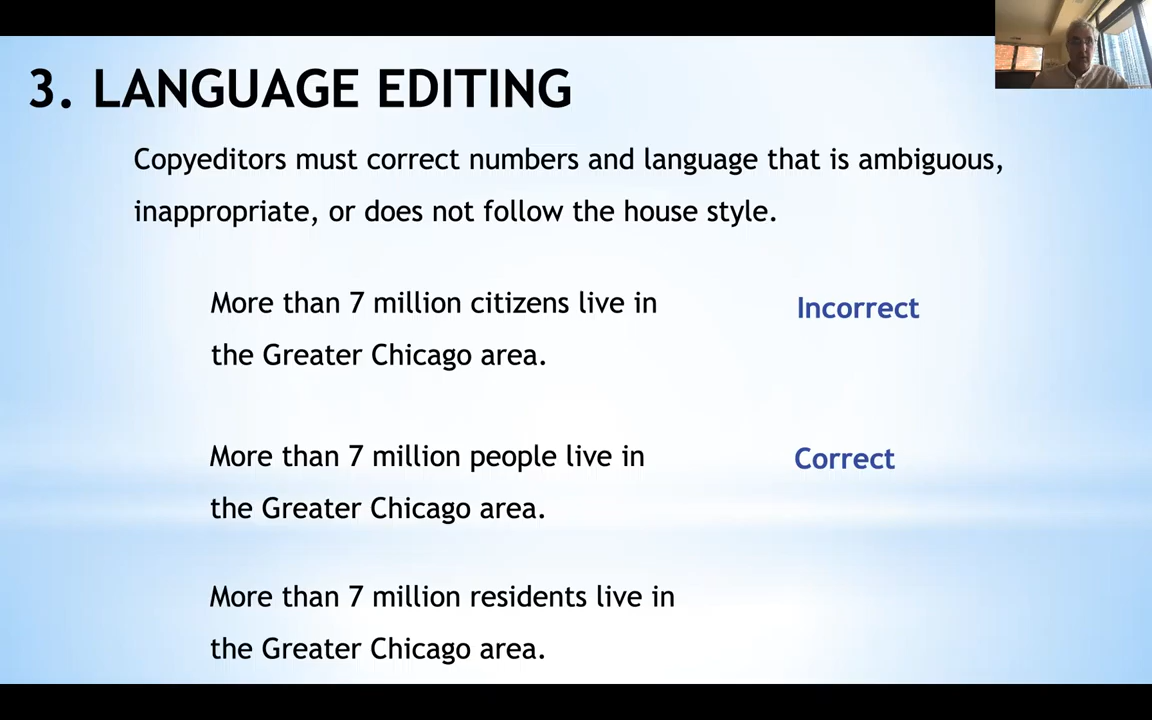 3. LANGUAGE EDITING
Copyeditors must correct numbers and language that is ambiguous,
inappropriate, or does not follow the house style.
More than 7 million citizens live in
the Greater Chicago area.
Incorrect
More than 7 million people live in
the Greater Chicago area.
Correct
More than 7 million residents live in
the Greater Chicago area.